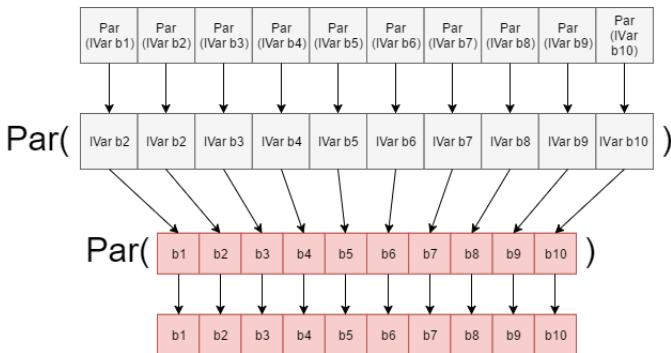 Par (IVar b1) Par (IVar b2) Par (IVar b3) Par (IVar b4) Par (IVar b5) Par (IVar b6) Par (IVar b7) Par (IVar b8) Par (IVar b9) Par (IVar b10)
Par( IVar b2 IVar b2 IVar b3 IVar b4 IVar b5 IVar b6 IVar b7 IVar b8 IVar b9 IVar b10 )
Par( b1 b2 b3 b4 b5 b6 b7 b8 b9 b10 )
b1 b2 b3 b4 b5 b6 b7 b8 b9 b10